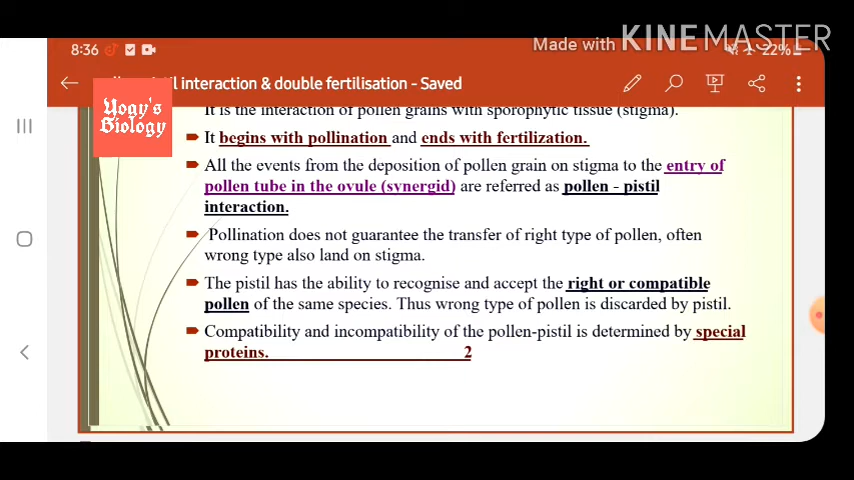 Made with KINEMASTER
8:36 22%
il interaction & double fertilisation - Saved
Yogy's
Biology
It is the interaction of pollen grains with sporophytic tissue (stigma).
It begins with pollination and ends with fertilization.
All the events from the deposition of pollen grain on stigma to the entry of
pollen tube in the ovule (synergid) are referred as pollen - pistil
interaction.
Pollination does not guarantee the transfer of right type of pollen, often
wrong type also land on stigma.
The pistil has the ability to recognise and accept the right or compatible
pollen of the same species. Thus wrong type of pollen is discarded by pistil.
Compatibility and incompatibility of the pollen-pistil is determined by special
proteins. 2